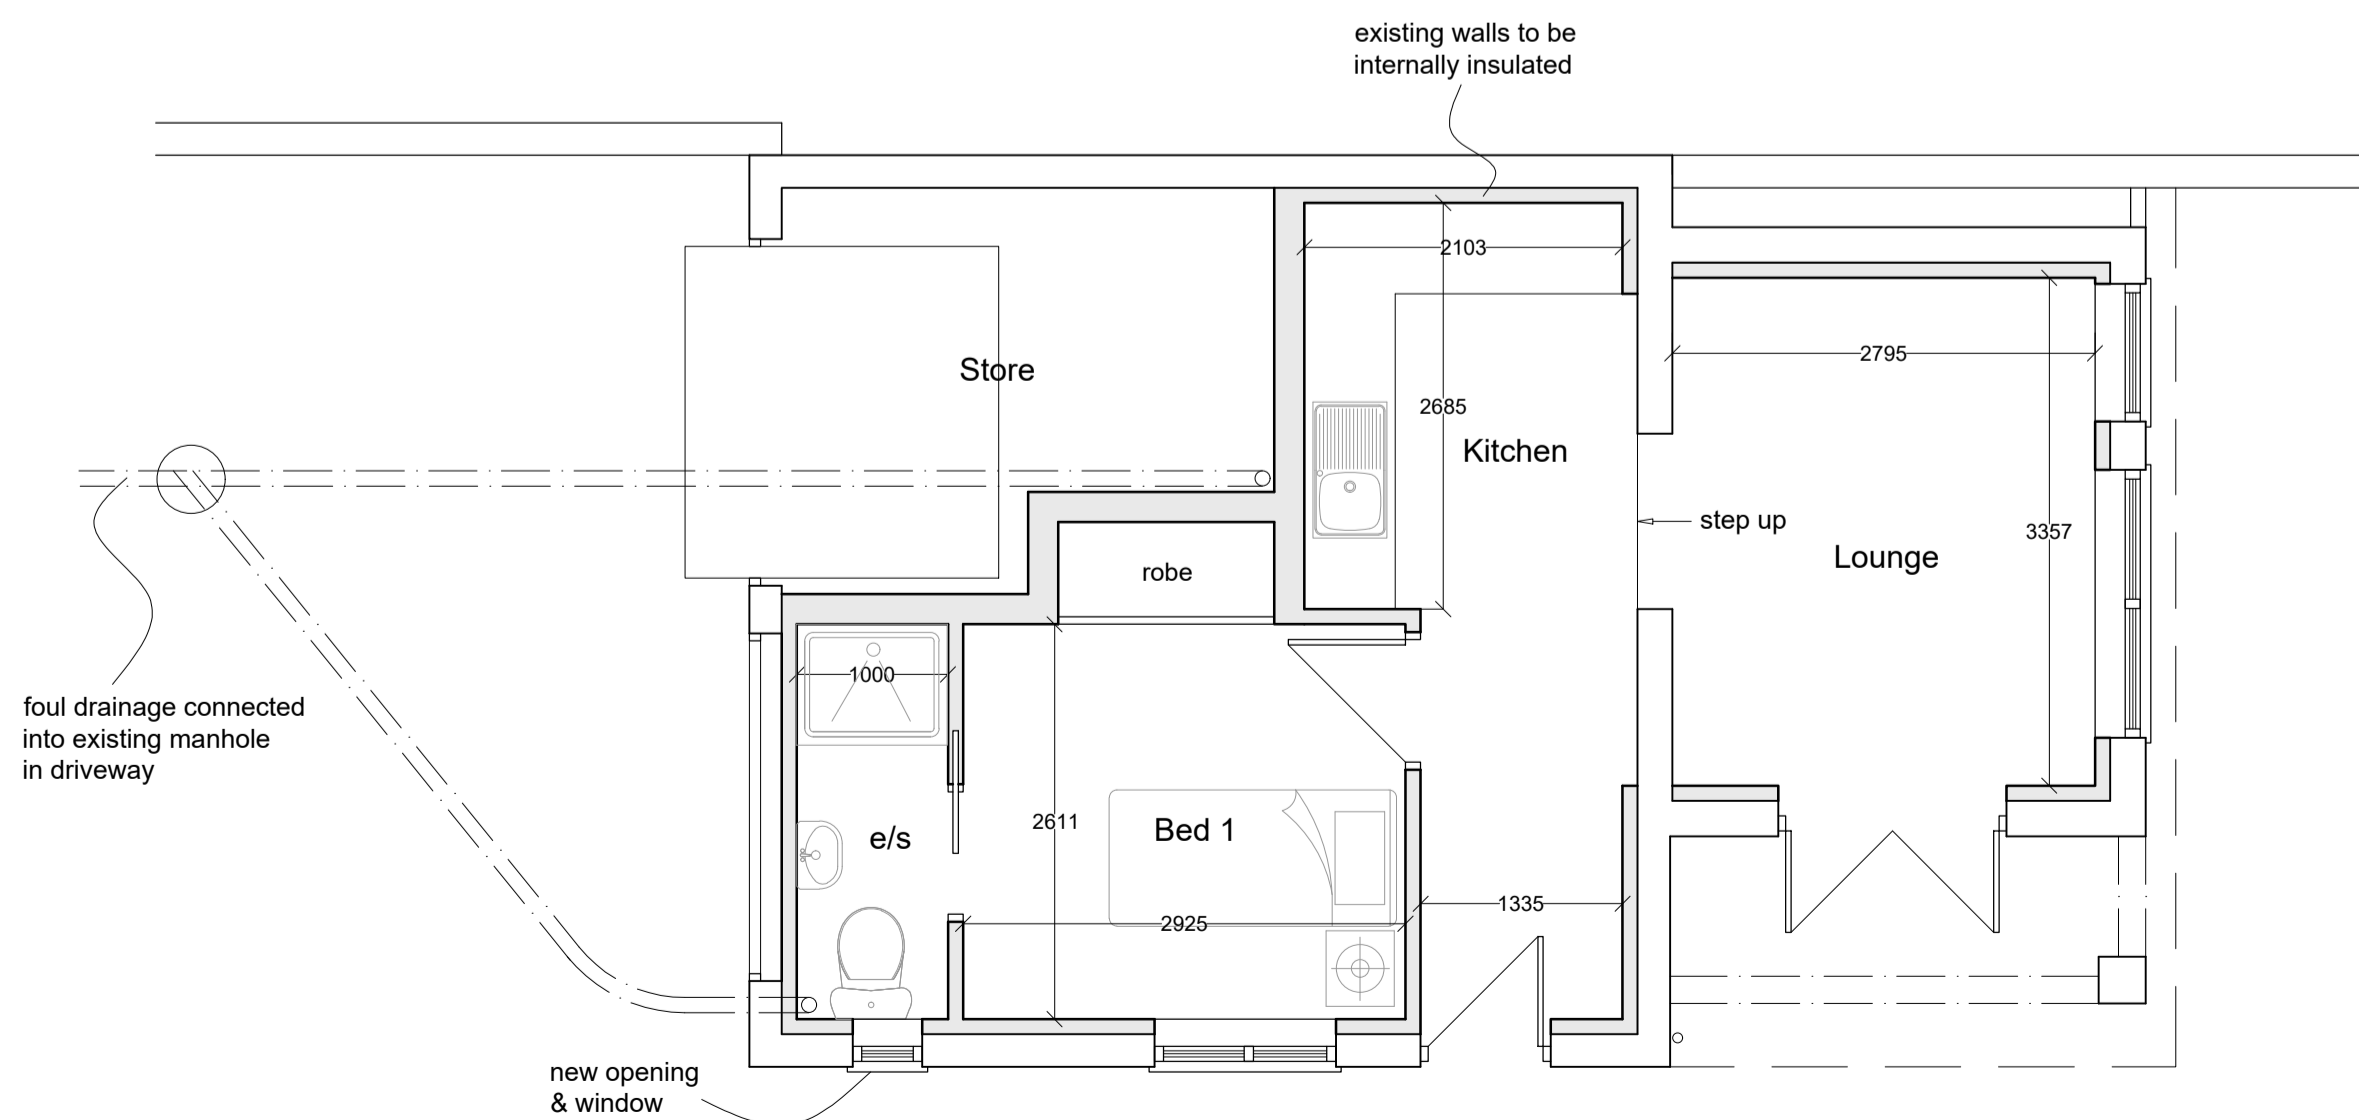 existing walls to be
internally insulated
2103
Store
2795
2685
Kitchen
step up
3357
Lounge
robe
1000
foul drainage connected
into existing manhole
in driveway
2611
Bed 1
e/s
1335
2925
new opening
& window